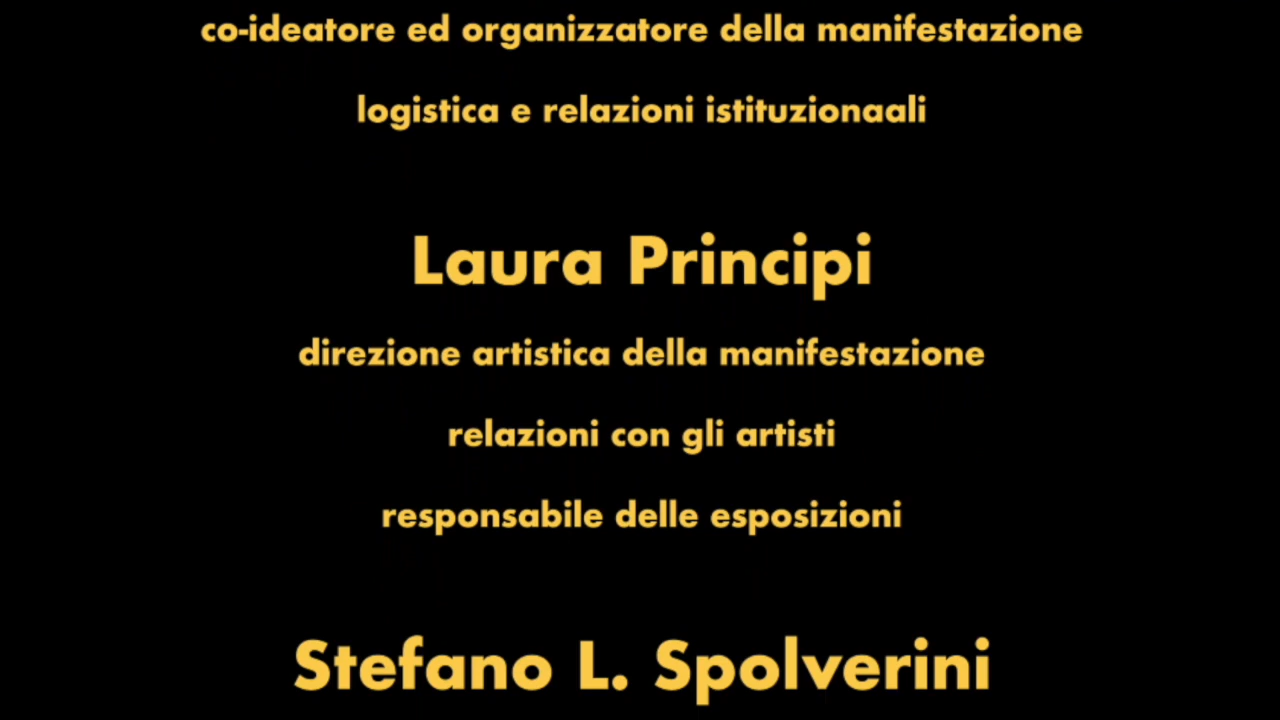 co-ideatore ed organizzatore della manifestazione
logistica e relazioni istituzionaali
Laura Principi
direzione artistica della manifestazione
relazioni con gli artisti
responsabile delle esposizioni
Stefano L. Spolverini